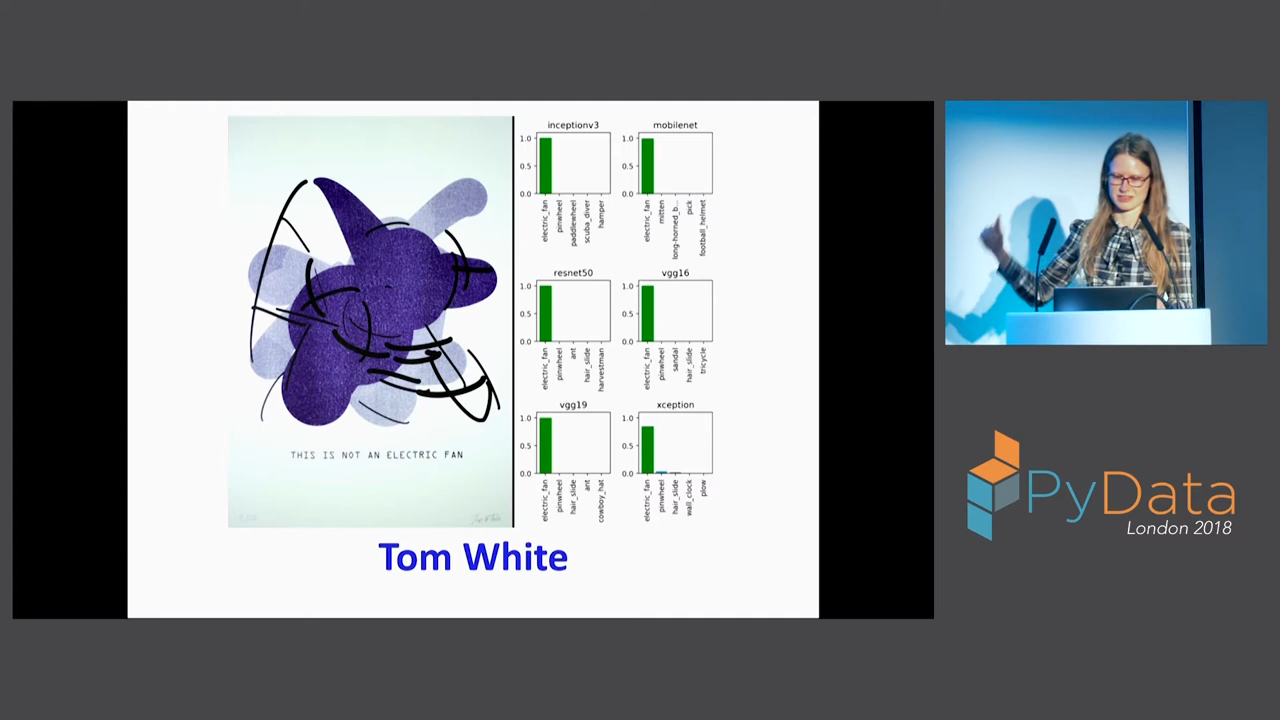 THIS IS NOT AN ELECTRIC FAN
inceptionv3
1.0
0.5
0.0
electric_fan
pinwheel
paddlewheel
scuba_diver
hamper
mobilenet
1.0
0.5
0.0
electric_fan
mitten
long-horned_b...
pick
football_helmet
resnet50
1.0
0.5
0.0
electric_fan
pinwheel
ant
hair_slide
harvestman
vgg16
1.0
0.5
0.0
electric_fan
pinwheel
sandal
hair_slide
tricycle
vgg19
1.0
0.5
0.0
electric_fan
pinwheel
hair_slide
ant
cowboy_hat
xception
1.0
0.5
0.0
electric_fan
pinwheel
hair_slide
wall_clock
plow
Tom White
PyData
London 2018